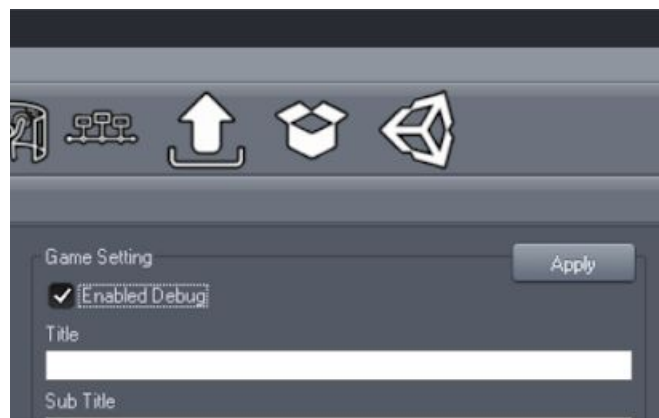 Game Setting
Apply
Enabled Debug
Title
Sub Title